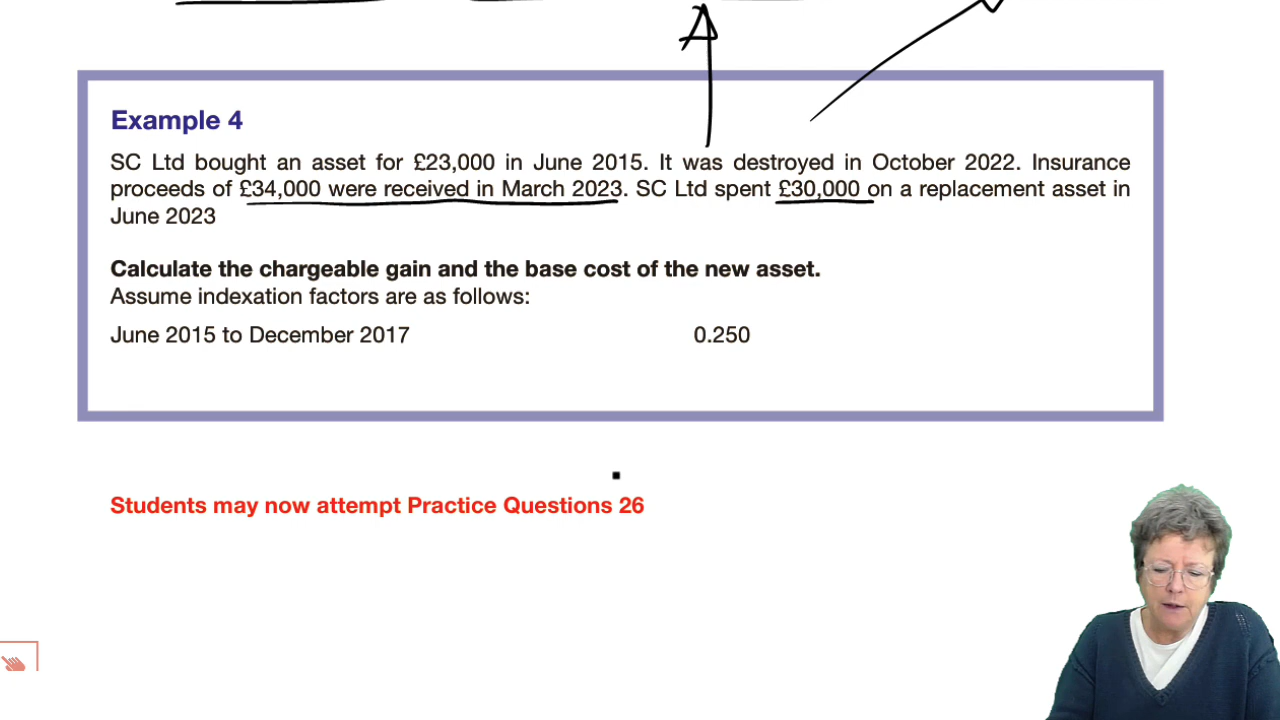 Example 4
SC Ltd bought an asset for £23,000 in June 2015. It was destroyed in October 2022. Insurance
proceeds of £34,000 were received in March 2023. SC Ltd spent £30,000 on a replacement asset in
June 2023
Calculate the chargeable gain and the base cost of the new asset.
Assume indexation factors are as follows:
June 2015 to December 2017 0.250
Students may now attempt Practice Questions 26